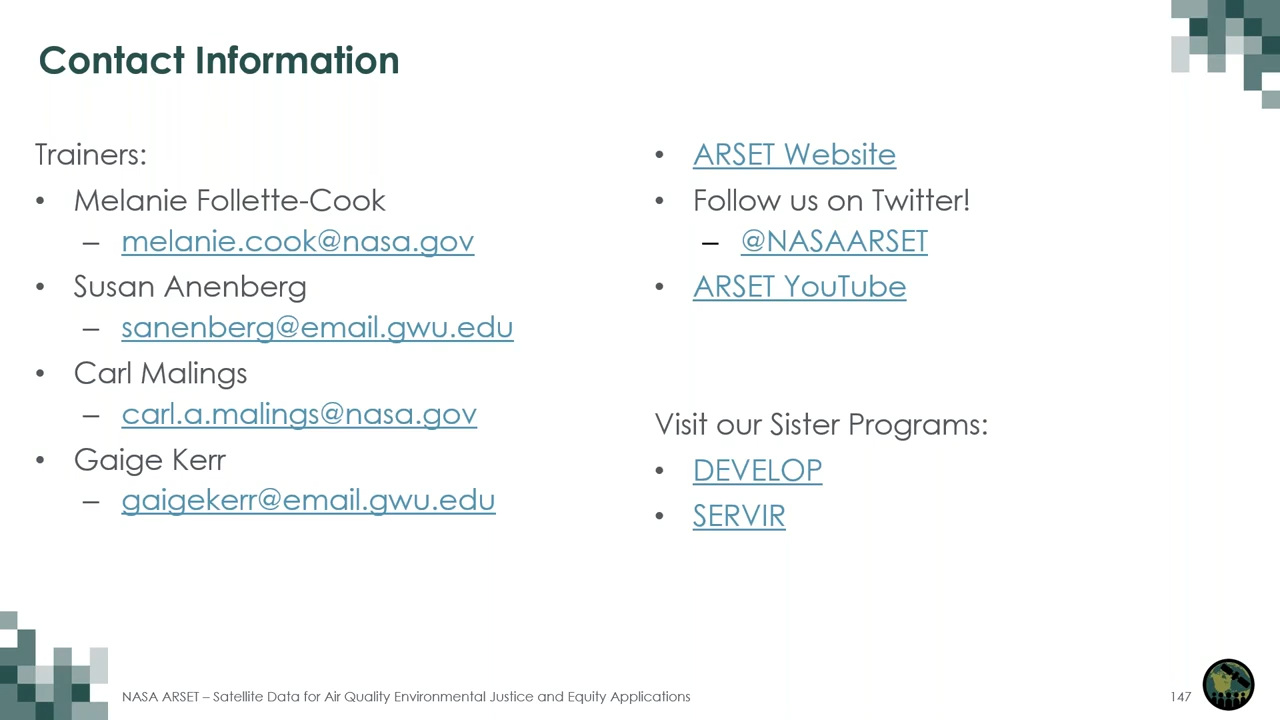 Contact Information
Trainers:
• Melanie Follette-Cook
– melanie.cook@nasa.gov
• Susan Anenberg
– sanenberg@email.gwu.edu
• Carl Malings
– carl.a.malings@nasa.gov
• Gaige Kerr
– gaigekerr@email.gwu.edu
• ARSET Website
• Follow us on Twitter!
– @NASAARSET
• ARSET YouTube
Visit our Sister Programs:
• DEVELOP
• SERVIR
NASA ARSET – Satellite Data for Air Quality Environmental Justice and Equity Applications
147